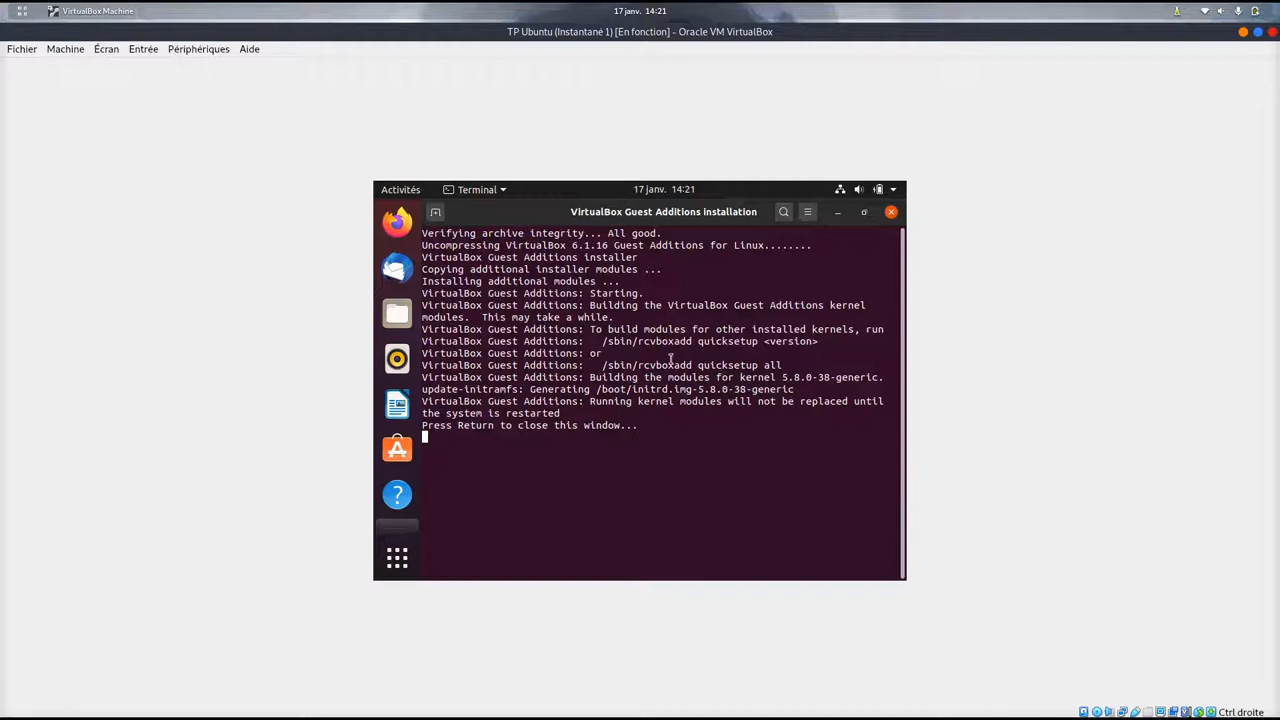 VirtualBox Machine
17 janv. 14:21
TP Ubuntu (Instantané 1) [En fonction] - Oracle VM VirtualBox
Fichier Machine Écran Entrée Périphériques Aide
Activités Terminal 17 janv. 14:21
VirtualBox Guest Additions installation
Verifying archive integrity... All good.
Uncompressing VirtualBox 6.1.16 Guest Additions for Linux........
VirtualBox Guest Additions installer
Copying additional installer modules ...
Installing additional modules ...
VirtualBox Guest Additions: Starting.
VirtualBox Guest Additions: Building the VirtualBox Guest Additions kernel
modules.  This may take a while.
VirtualBox Guest Additions: To build modules for other installed kernels, run
VirtualBox Guest Additions:   /sbin/rcvboxadd quicksetup <version>
VirtualBox Guest Additions: or
VirtualBox Guest Additions:   /sbin/rcvboxadd quicksetup all
VirtualBox Guest Additions: Building the modules for kernel 5.8.0-38-generic.
update-initramfs: Generating /boot/initrd.img-5.8.0-38-generic
VirtualBox Guest Additions: Running kernel modules will not be replaced until
the system is restarted
Press Return to close this window...
?
Ctrl droite